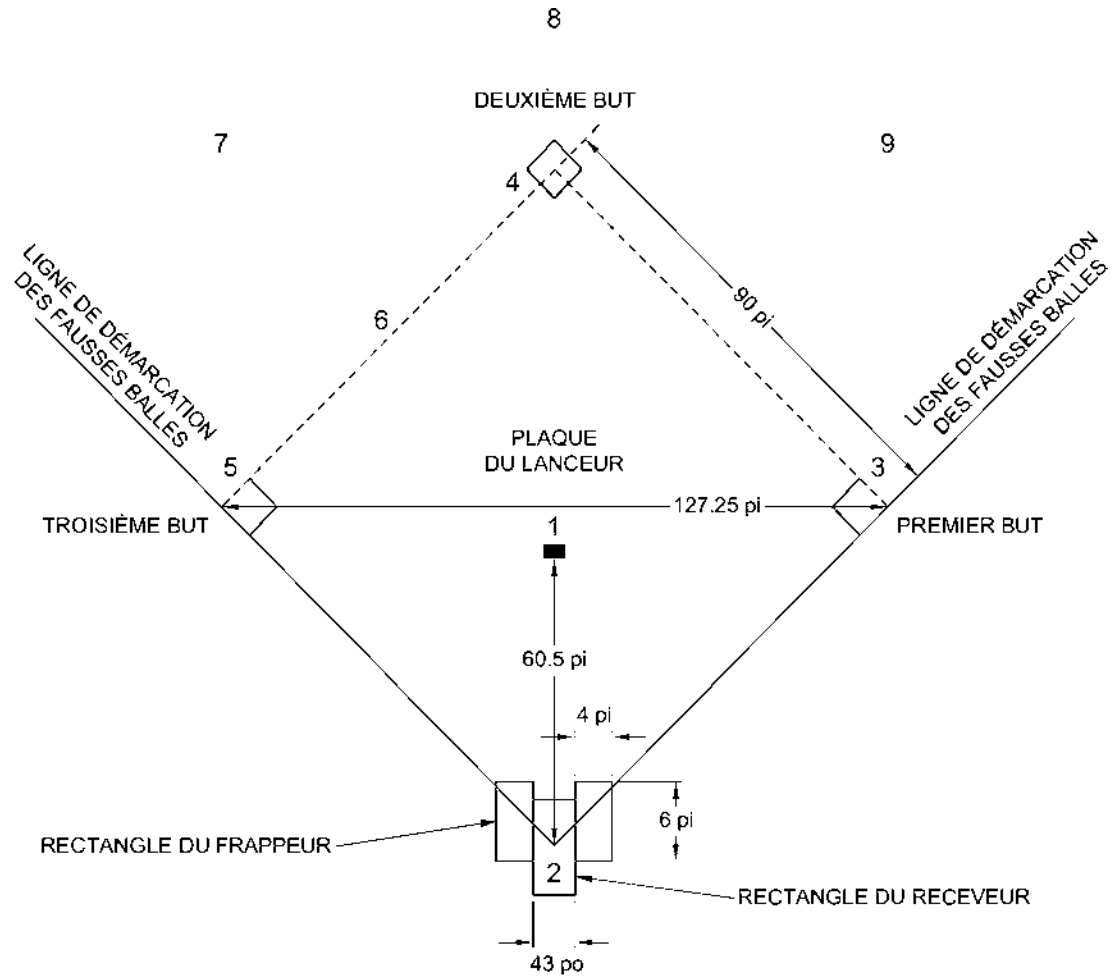 8
DEUXIÈME BUT
7
9
4
LIGNE DE DÉMARCATION
DES FAUSSES BALLES
6
90 pi
LIGNE DE DÉMARCATION
DES FAUSSES BALLES
PLAQUE
DU LANCEUR
5
3
127.25 pi
TROISIÈME BUT
1
PREMIER BUT
60.5 pi
4 pi
6 pi
RECTANGLE DU FRAPPEUR
2
RECTANGLE DU RECEVEUR
43 po